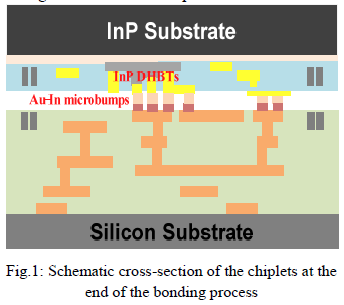 InP Substrate
InP DHBTs
Au-In microbumps
Silicon Substrate
Fig.1: Schematic cross-section of the chiplets at the
end of the bonding process